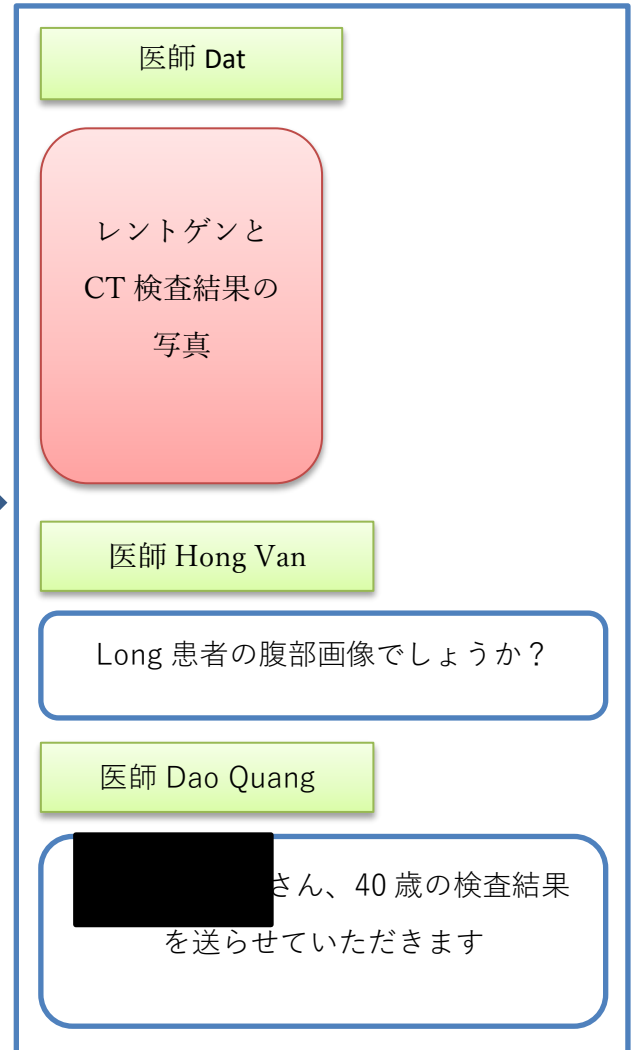 医師 Dat
レントゲンと
CT 検査結果の
写真
医師 Hong Van
Long 患者の腹部画像でしょうか？
医師 Dao Quang
さん、40 歳の検査結果
を送らせていただきます